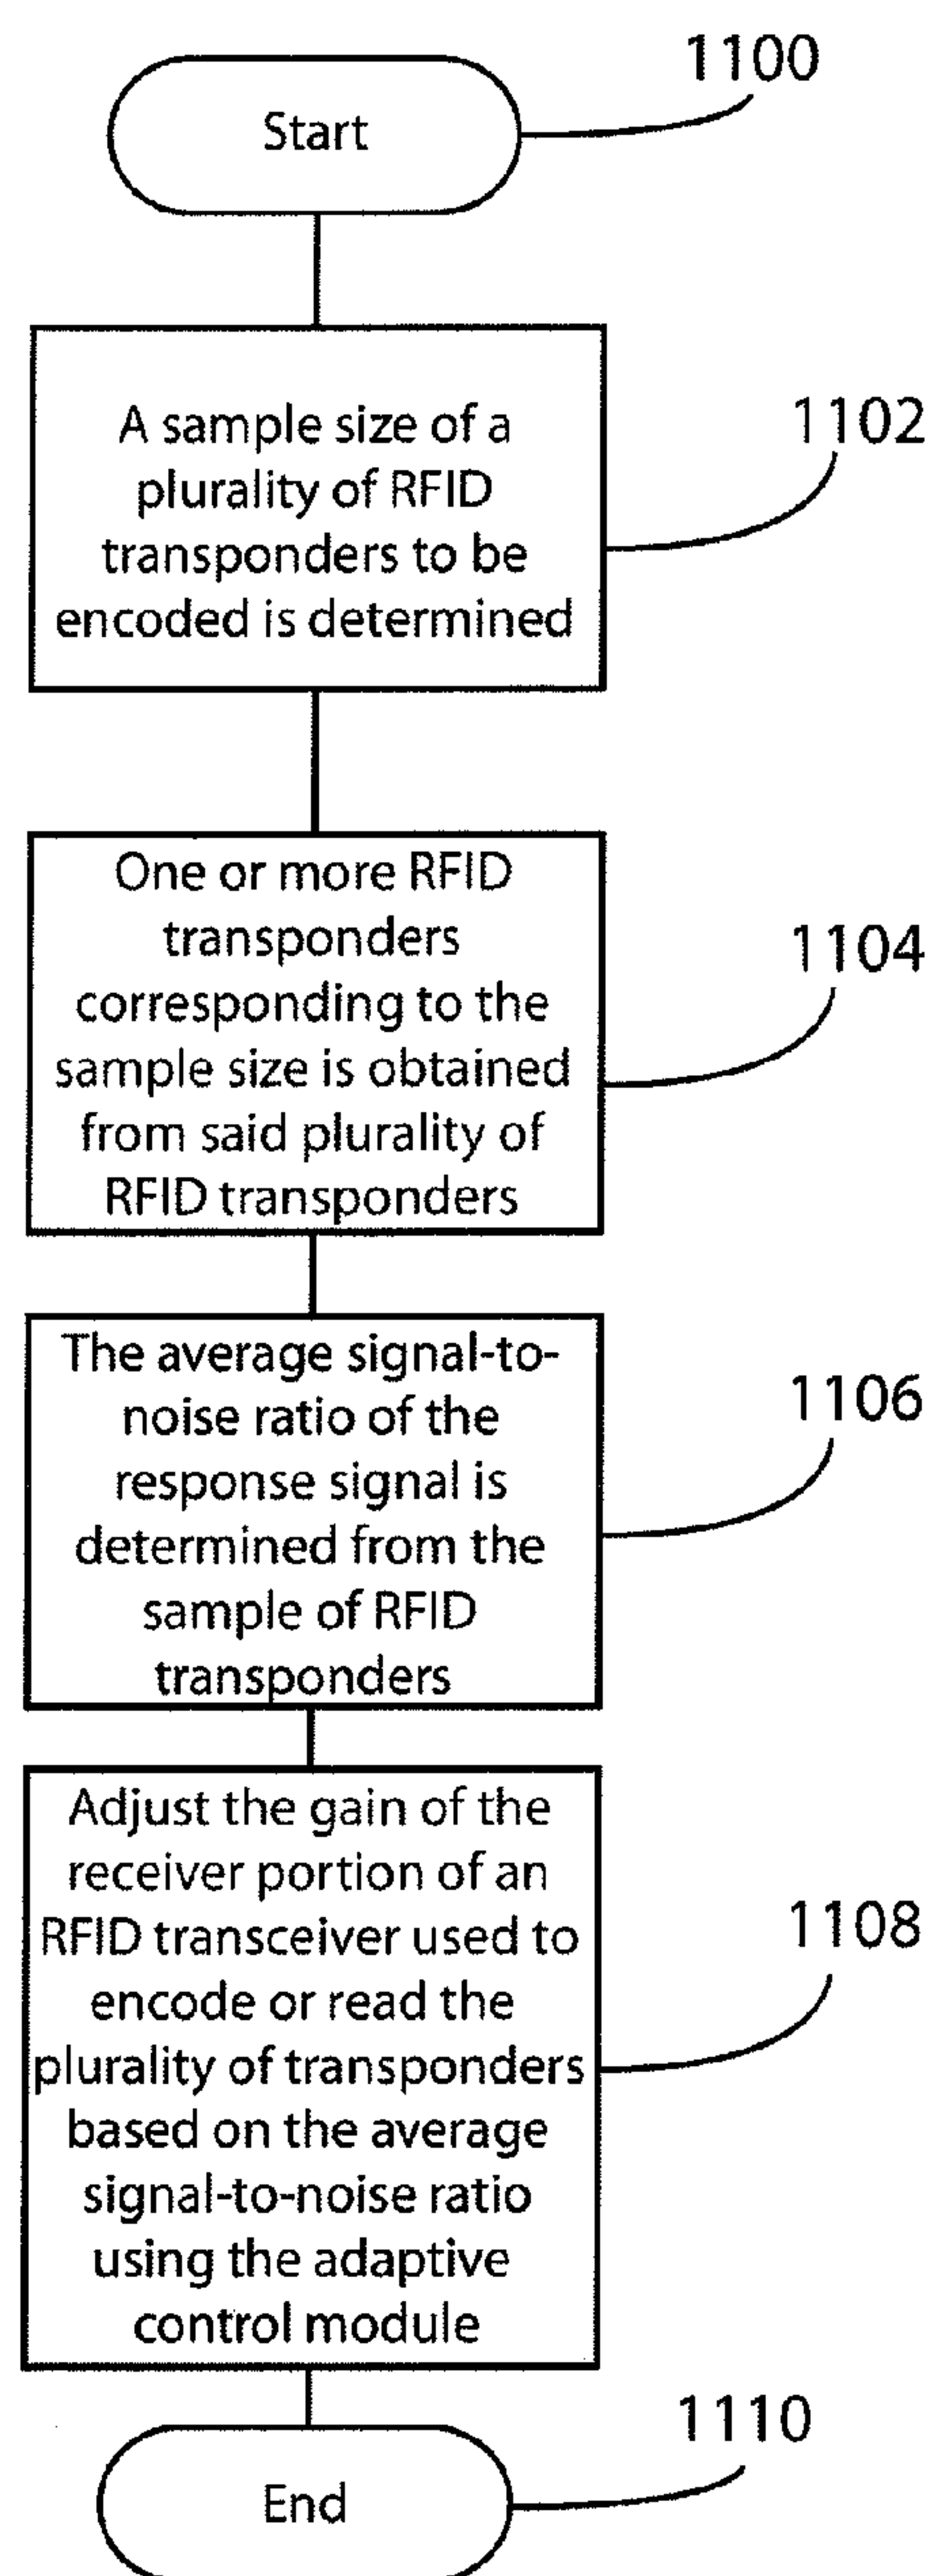 1100
Start
1102
A sample size of a
plurality of RFID
transponders to be
encoded is determined
1104
One or more RFID
transponders
corresponding to the
sample size is obtained
from said plurality of
RFID transponders
1106
The average signal-to-
noise ratio of the
response signal is
determined from the
sample of RFID
transponders
1108
Adjust the gain of the
receiver portion of an
RFID transceiver used to
encode or read the
plurality of transponders
based on the average
signal-to-noise ratio
using the adaptive
control module
1110
End